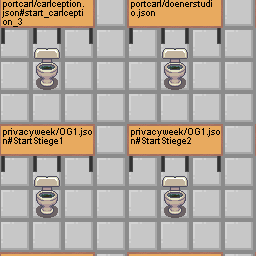 portcarl/carlception.
json#start_carlcepti
on_3
portcarl/doenerstudi
o.json
privacyweek/OG1.jso
n#StartStiege1
privacyweek/OG1.jso
n#StartStiege2